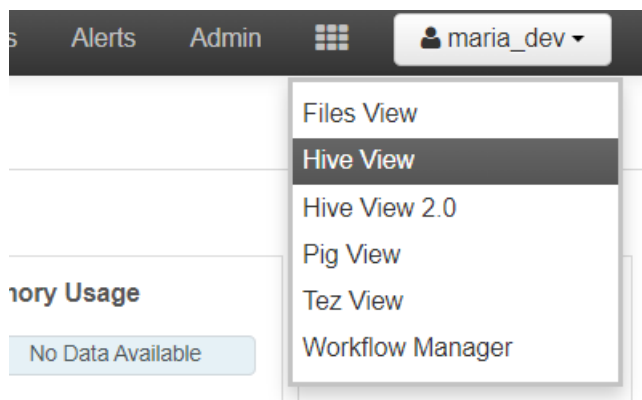 s Alerts Admin maria_dev
Files View
Hive View
Hive View 2.0
Pig View
Tez View
Workflow Manager
nory Usage
No Data Available